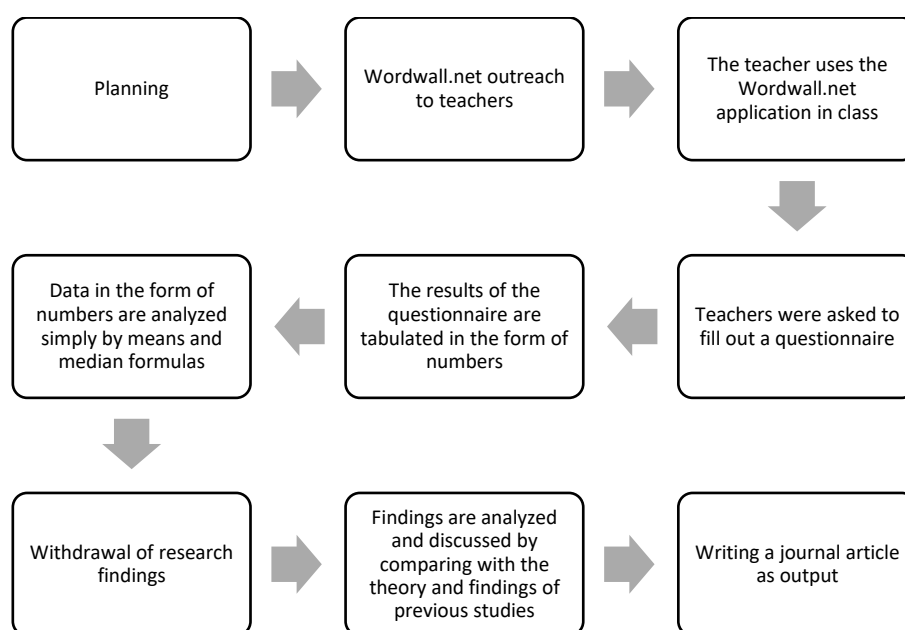 Planning
Wordwall.net outreach
to teachers
The teacher uses the
Wordwall.net
application in class
Teachers were asked to
fill out a questionnaire
The results of the
questionnaire are
tabulated in the form of
numbers
Data in the form of
numbers are analyzed
simply by means and
median formulas
Withdrawal of research
findings
Findings are analyzed
and discussed by
comparing with the
theory and findings of
previous studies
Writing a journal article
as output